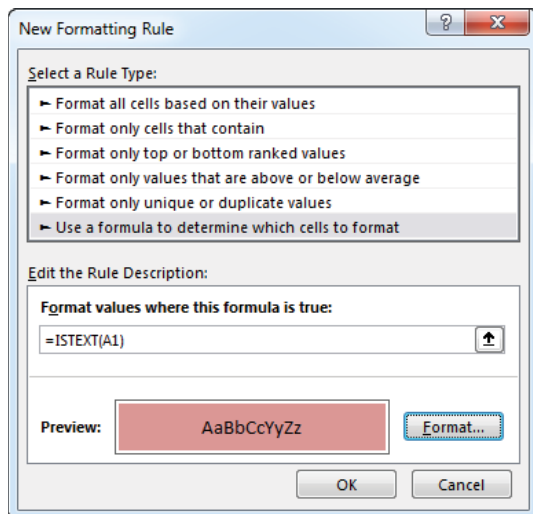 New Formatting Rule
?
Select a Rule Type:
► Format all cells based on their values
► Format only cells that contain
► Format only top or bottom ranked values
► Format only values that are above or below average
► Format only unique or duplicate values
► Use a formula to determine which cells to format
Edit the Rule Description:
Format values where this formula is true:
=ISTEXT(A1)
Preview:
AaBbCcYyZz
Format...
OK
Cancel